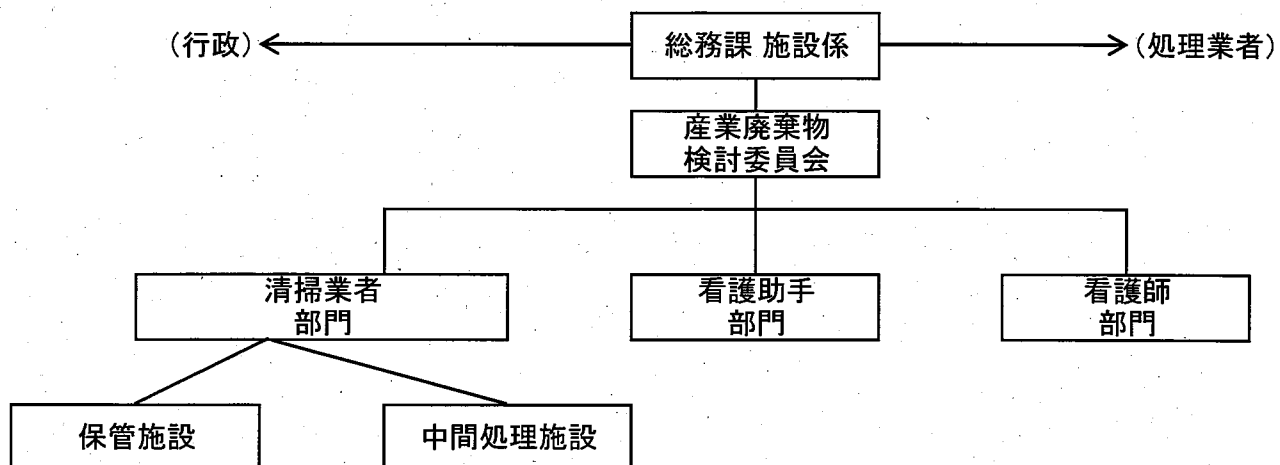 (行政)
総務課 施設係
(処理業者)
産業廃棄物
検討委員会
清掃業者
部門
看護助手
部門
看護師
部門
保管施設
中間処理施設